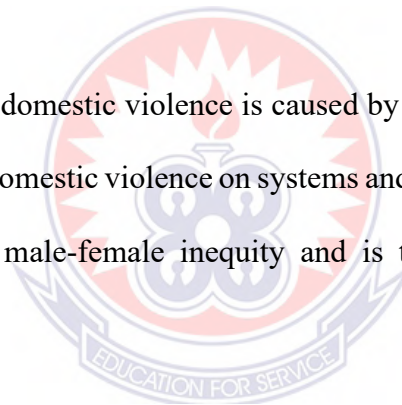 domestic violence is caused by
omestic violence on systems and
male-female inequity and is t
EDUCATION FOR SERVICE